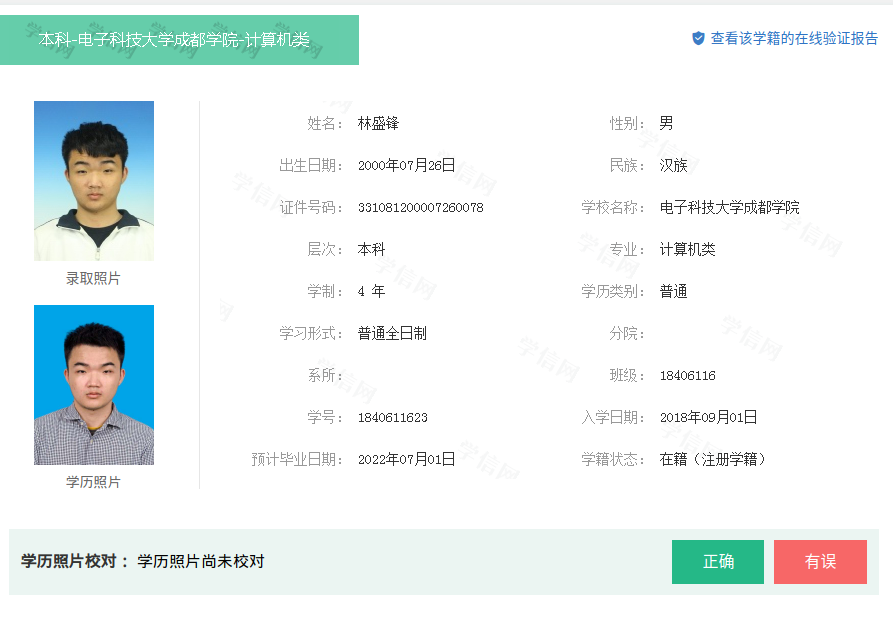 本科-电子科技大学成都学院-计算机类
查看该学籍的在线验证报告
姓名： 林盛锋 性别： 男
出生日期： 2000年07月26日 民族： 汉族
证件号码： 331081200007260078 学校名称： 电子科技大学成都学院
层次： 本科 专业： 计算机类
学制： 4 年 学历类别： 普通
学习形式： 普通全日制 分院：
系所： 班级： 18406116
学号： 1840611623 入学日期： 2018年09月01日
预计毕业日期： 2022年07月01日 学籍状态： 在籍（注册学籍）
录取照片
学历照片
学历照片校对： 学历照片尚未校对
正确 有误
学信网